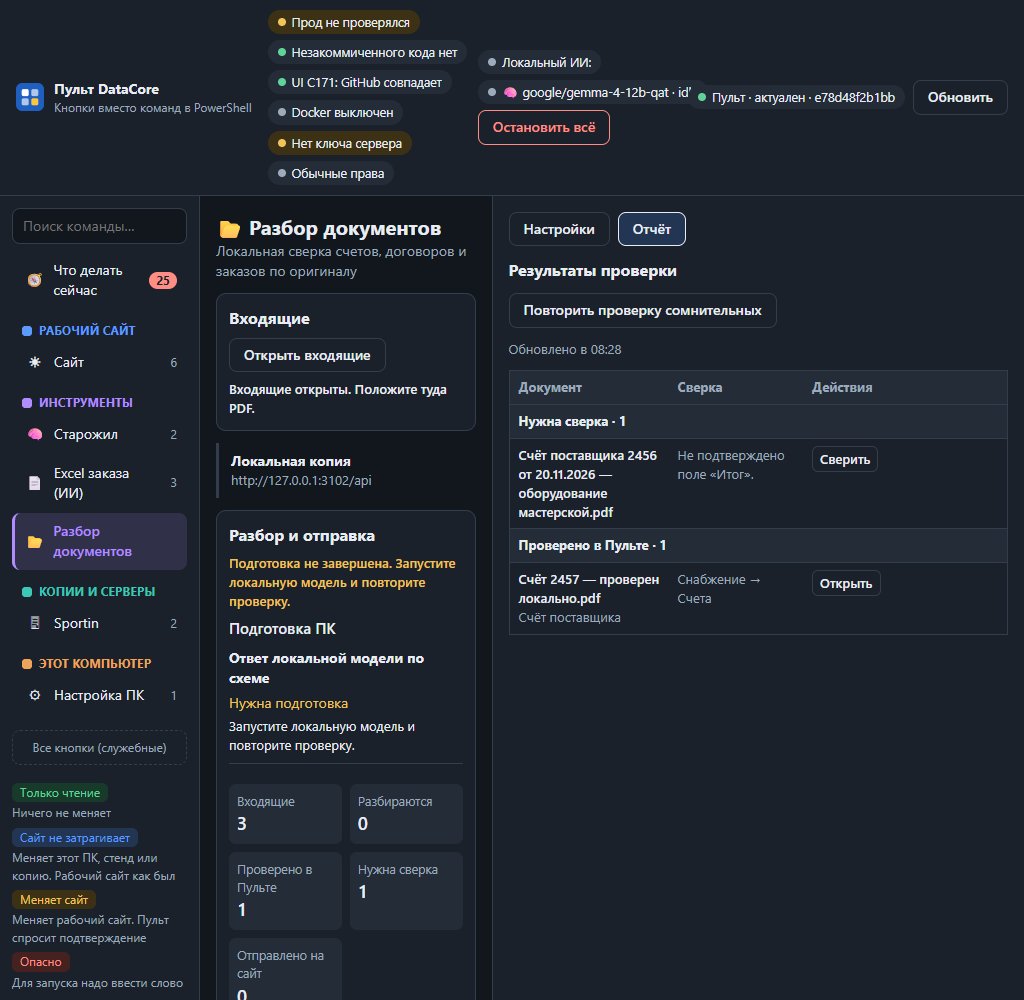 Пульт DataCore
Кнопки вместо команд в PowerShell
Прод не проверялся
Незакоммиченного кода нет
UI C171: GitHub совпадает
Docker выключен
Нет ключа сервера
Обычные права
Локальный ИИ:
google/gemma-4-12b-qat · id
Остановить всё
Пульт · актуален · e78d48f2b1bb
Обновить
Поиск команды...
Что делать
сейчас
25
РАБОЧИЙ САЙТ
Сайт 6
ИНСТРУМЕНТЫ
Старожил 2
Excel заказа
(ИИ)
3
Разбор
документов
КОПИИ И СЕРВЕРЫ
Sportin 2
ЭТОТ КОМПЬЮТЕР
Настройка ПК 1
Все кнопки (служебные)
Только чтение
Ничего не меняет
Сайт не затрагивает
Меняет этот ПК, стенд или
копию. Рабочий сайт как был
Меняет сайт
Меняет рабочий сайт. Пульт
спросит подтверждение
Опасно
Для запуска надо ввести слово
Разбор документов
Локальная сверка счетов, договоров и
заказов по оригиналу
Входящие
Открыть входящие
Входящие открыты. Положите туда
PDF.
Локальная копия
http://127.0.0.1:3102/api
Разбор и отправка
Подготовка не завершена. Запустите
локальную модель и повторите
проверку.
Подготовка ПК
Ответ локальной модели по
схеме
Нужна подготовка
Запустите локальную модель и
повторите проверку.
Входящие
3
Разбираются
0
Проверено в
Пульте
1
Нужна сверка
1
Отправлено на
сайт
0
Настройки
Отчёт
Результаты проверки
Повторить проверку сомнительных
Обновлено в 08:28
Документ Сверка Действия
Нужна сверка · 1
Счёт поставщика 2456
от 20.11.2026 —
оборудование
мастерской.pdf
Не подтверждено
поле «Итог».
Сверить
Проверено в Пульте · 1
Счёт 2457 — проверен
локально.pdf
Счёт поставщика
Снабжение →
Счета
Открыть